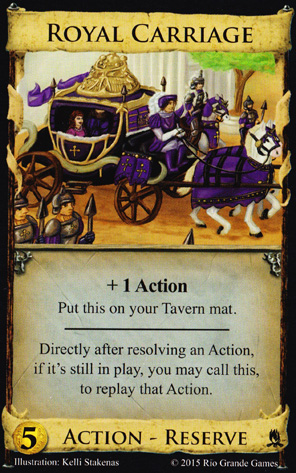 ROYAL CARRIAGE
+ 1 Action
Put this on your Tavern mat.
Directly after resolving an Action,
if it's still in play, you may call this,
to replay that Action.
5 ACTION - RESERVE
Illustration: Kelli Stakenas © 2015 Rio Grande Games